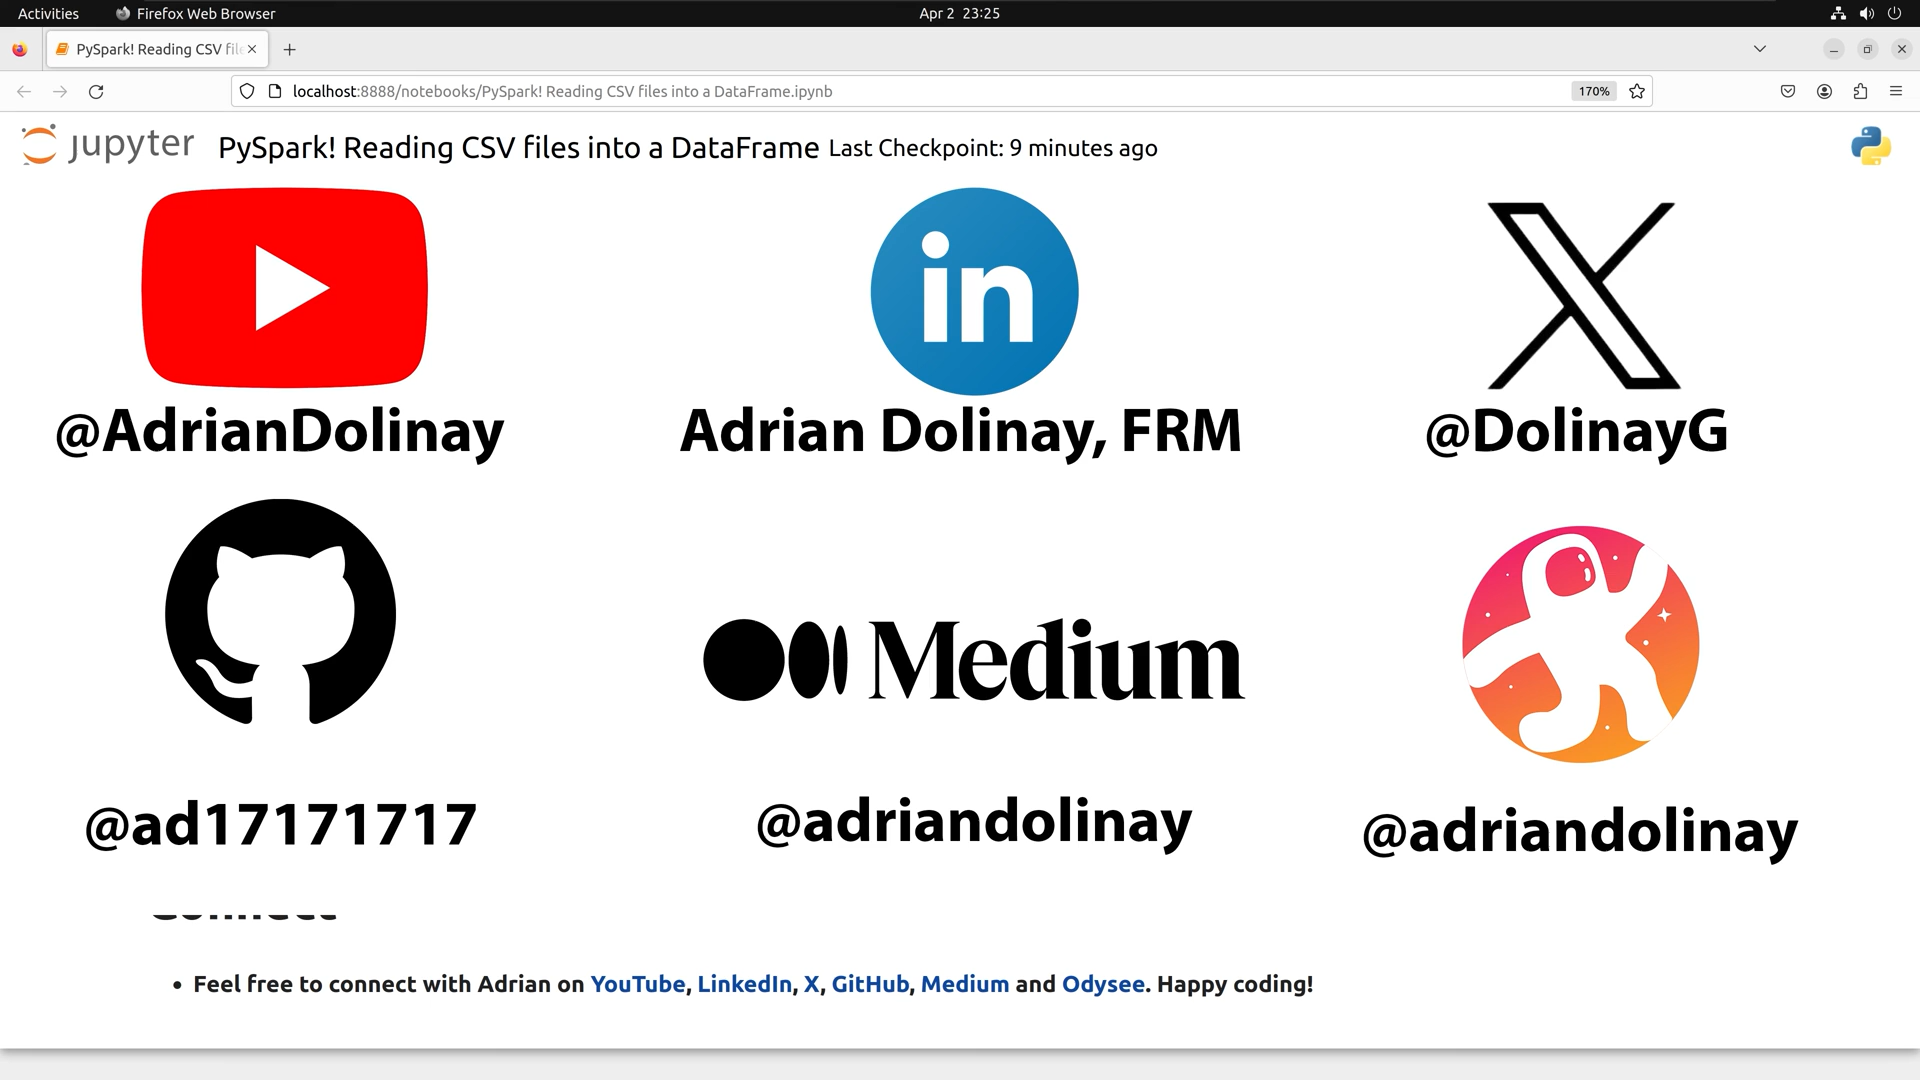 Activities Firefox Web Browser Apr 2 23:25
PySpark! Reading CSV file
localhost:8888/notebooks/PySpark! Reading CSV files into a DataFrame.ipynb 170%
jupyter PySpark! Reading CSV files into a DataFrame Last Checkpoint: 9 minutes ago
in
@AdrianDolinay Adrian Dolinay, FRM @DolinayG
Medium
@ad17171717 @adriandolinay @adriandolinay
• Feel free to connect with Adrian on YouTube, LinkedIn, X, GitHub, Medium and Odysee. Happy coding!